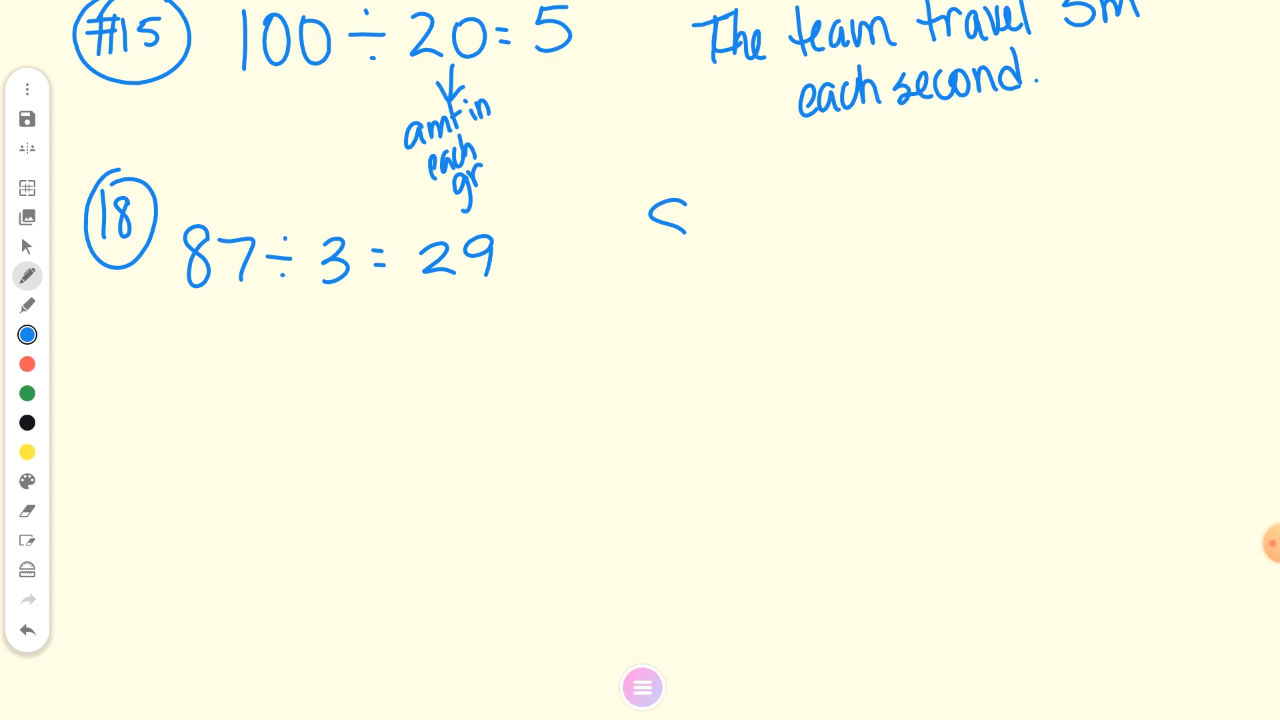 #15 100 ÷ 20 = 5
The team travel 5m
each second.
amt in
each
gr
18 87 ÷ 3 = 29